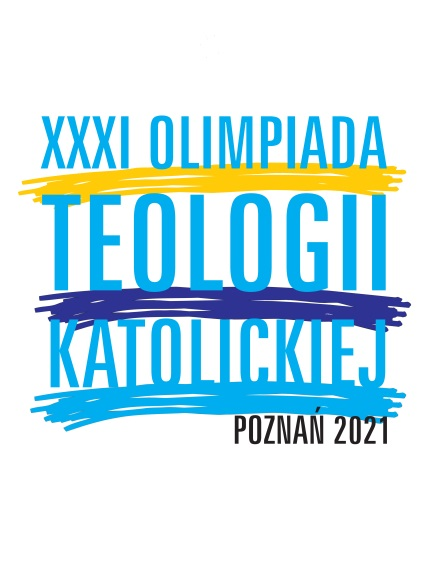 XXXI OLIMPIADA
TEOLOGII
KATOLICKIEJ
POZNAŃ 2021